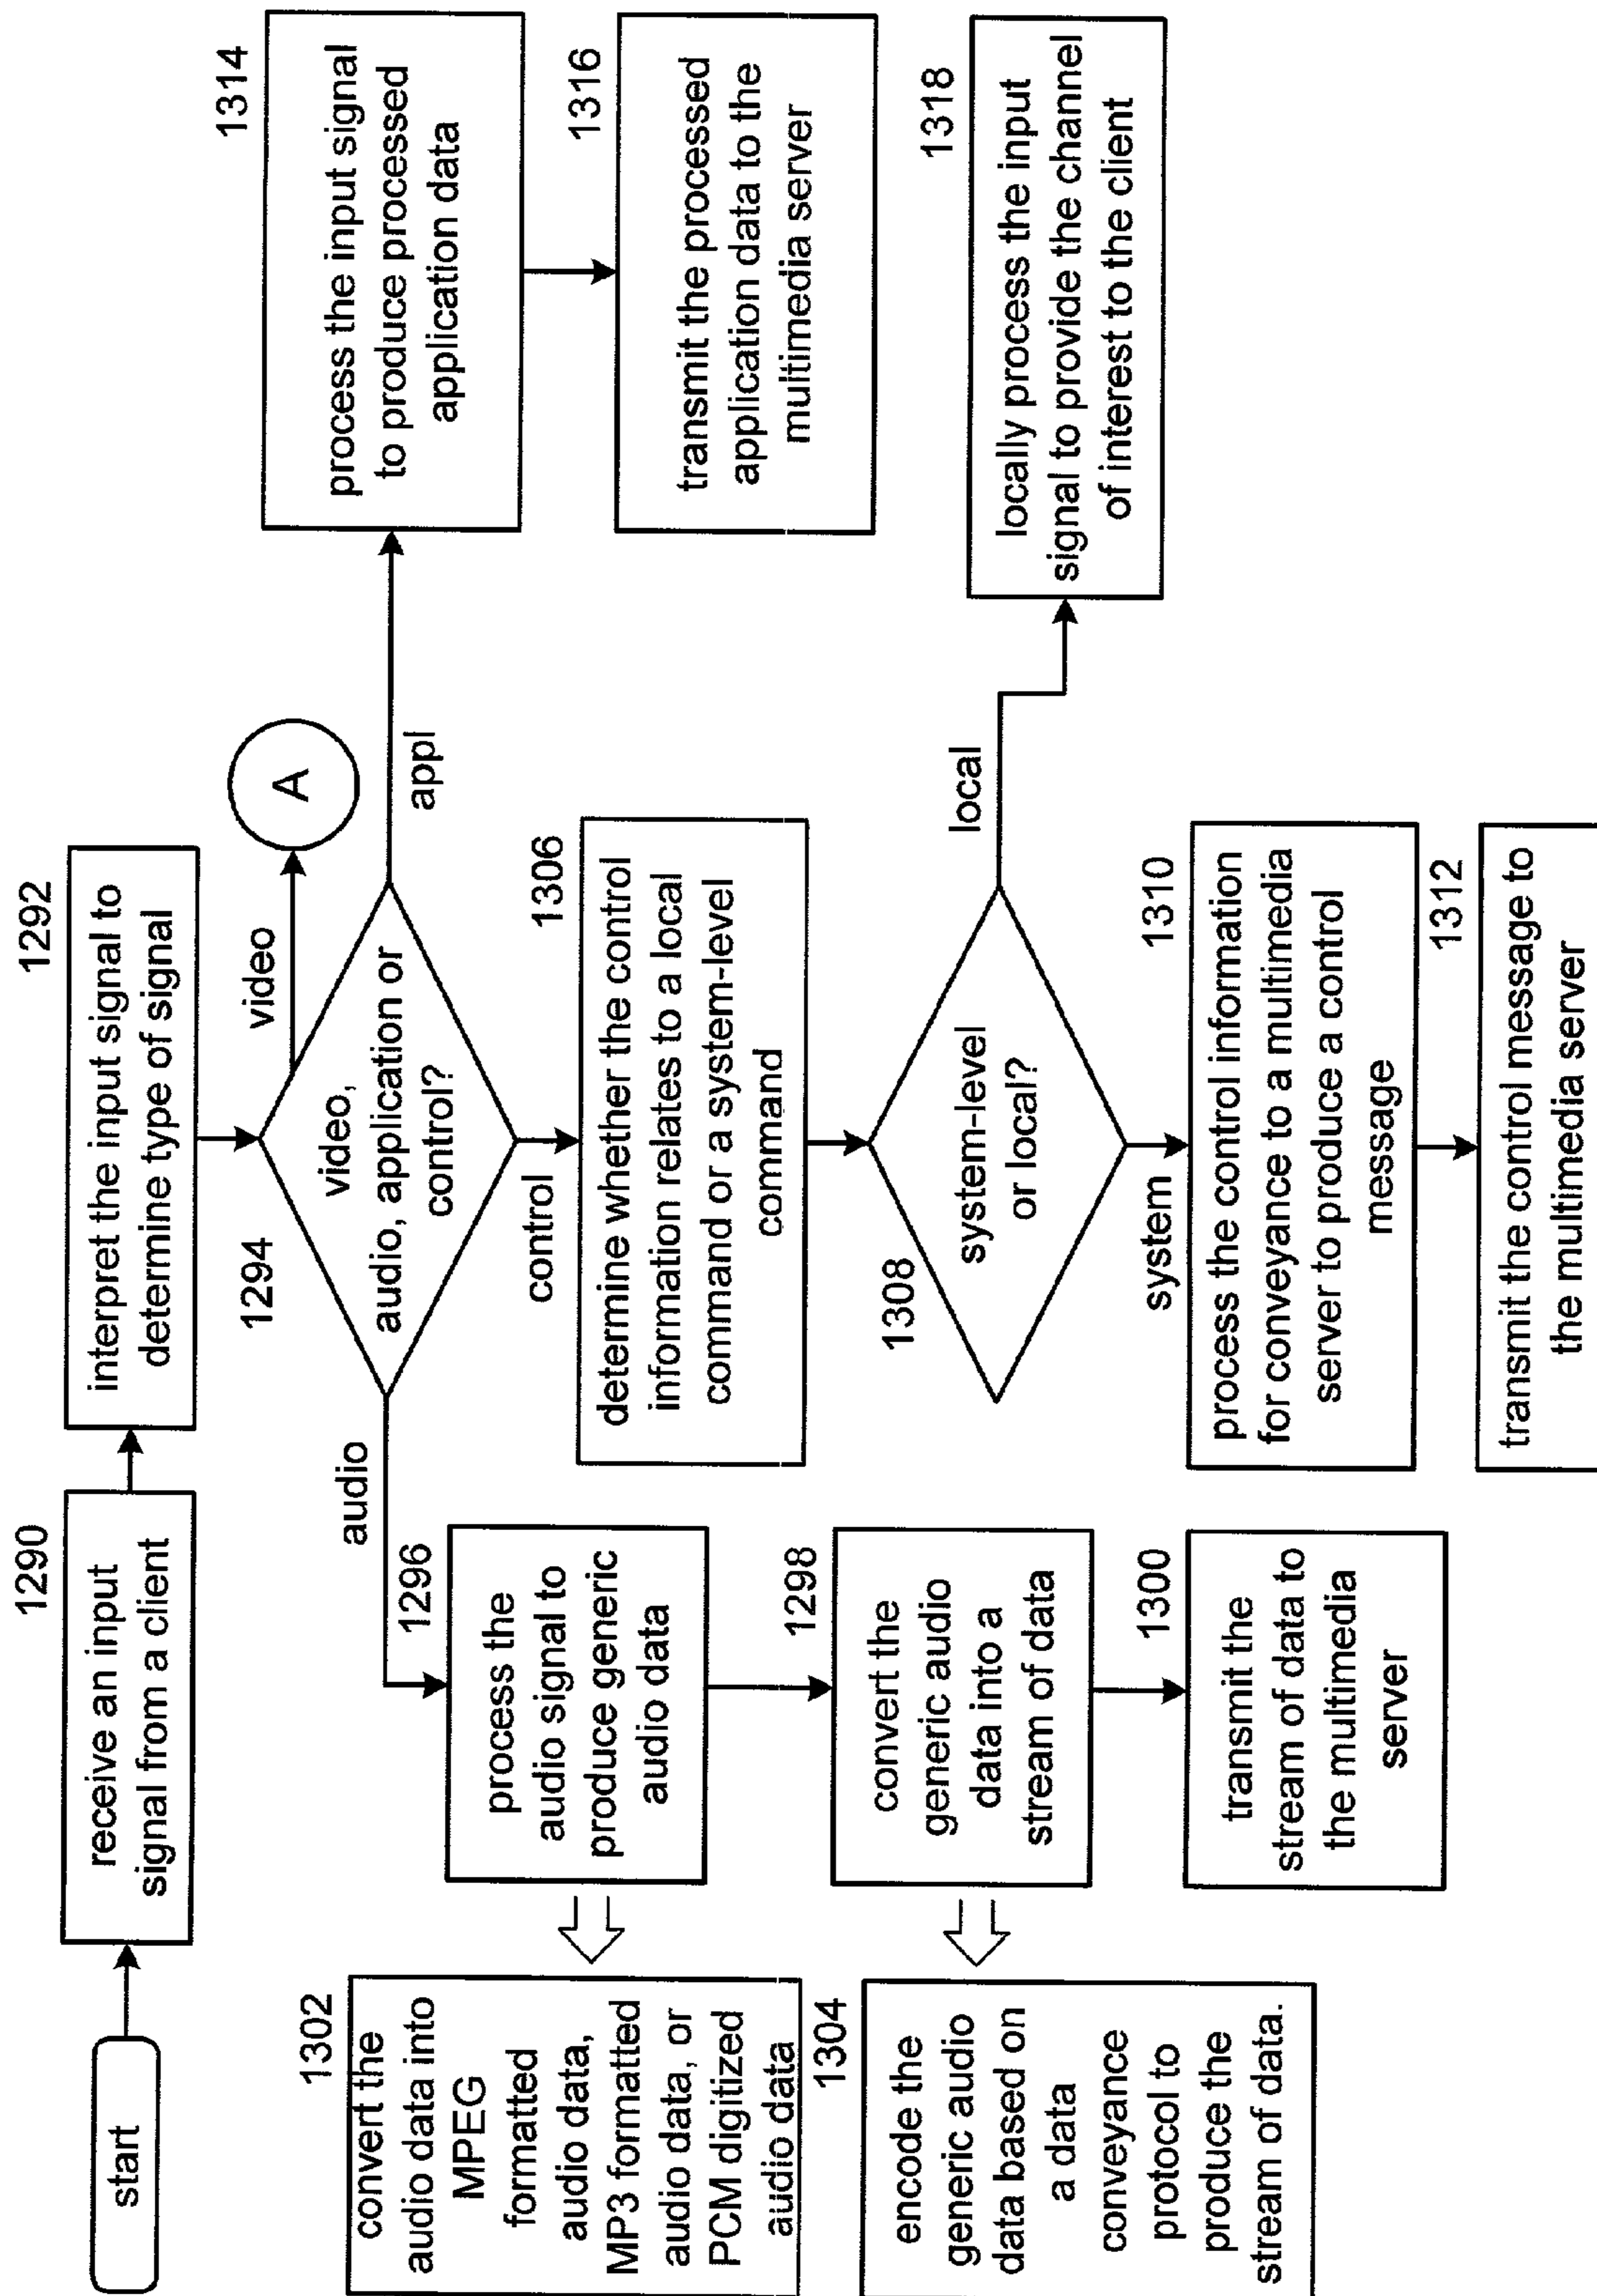 start
1290
receive an input
signal from a client
1292
interpret the input signal to
determine type of signal
1294
video,
audio, application or
control?
video
A
appl
audio
control
1314
process the input signal
to produce processed
application data
1316
transmit the processed
application data to the
multimedia server
1296
process the
audio signal to
produce generic
audio data
1302
convert the
audio data into
MPEG
formatted
audio data,
MP3 formatted
audio data, or
PCM digitized
audio data
1298
convert the
generic audio
data into a
stream of data
1304
encode the
generic audio
data based on
a data
conveyance
protocol to
produce the
stream of data.
1300
transmit the
stream of data to
the multimedia
server
1306
determine whether the control
information relates to a local
command or a system-level
command
1308
system-level
or local?
local
system
1318
locally process the input
signal to provide the channel
of interest to the client
1310
process the control information
for conveyance to a multimedia
server to produce a control
message
1312
transmit the control message to
the multimedia server